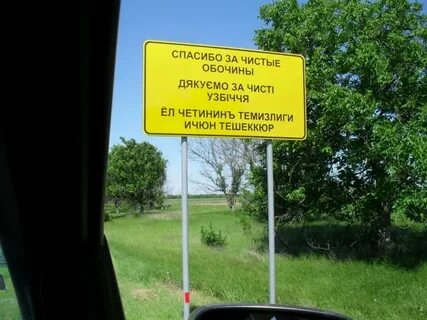 СПАСИБО ЗА ЧИСТЫЕ
ОБОЧИНЫ
ДЯКУЄМО ЗА ЧИСТІ
УЗБІЧЧЯ
ЁЛ ЧЕТИНИНЪ ТЕМИЗЛИГИ
ИЧЮН ТЕШЕККЮР